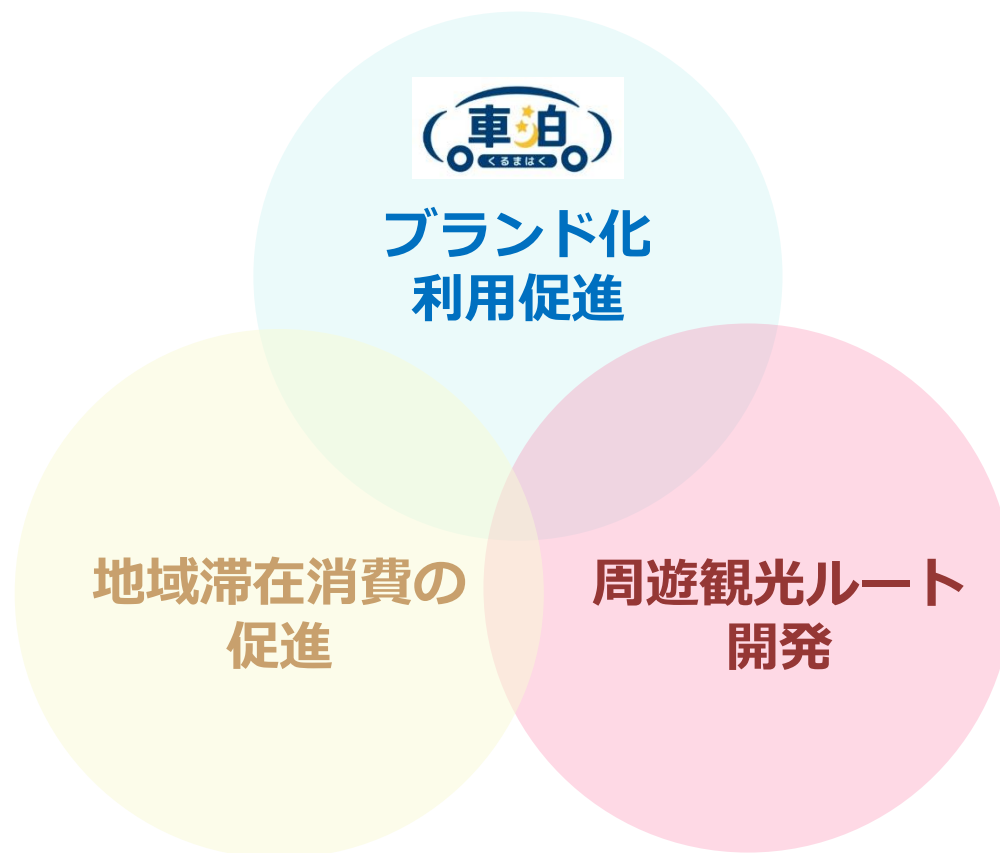 車泊
くるまはく
ブランド化
利用促進
地域滞在消費の
促進
周遊観光ルート
開発